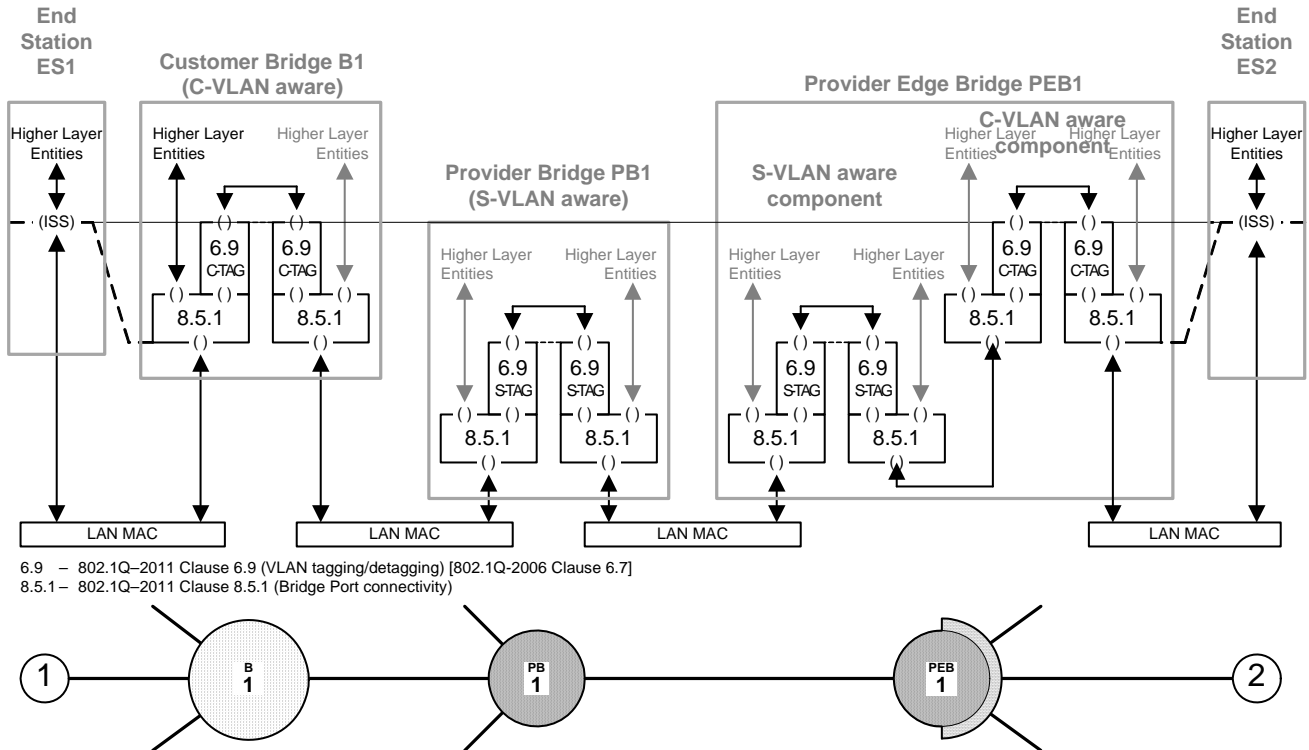 End
Station
ES1
Customer Bridge B1
(C-VLAN aware)
Provider Bridge PB1
(S-VLAN aware)
Provider Edge Bridge PEB1
S-VLAN aware
component
C-VLAN aware
component
End
Station
ES2
Higher Layer
Entities
(ISS)
Higher Layer
Entities
Higher Layer
Entities
( )
( )
6.9
C-TAG
6.9
C-TAG
( )
( )
( )
( )
8.5.1
8.5.1
( )
( )
Higher Layer
Entities
Higher Layer
Entities
( )
( )
6.9
S-TAG
6.9
S-TAG
( )
( )
( )
( )
8.5.1
8.5.1
( )
( )
Higher Layer
Entities
Higher Layer
Entities
( )
( )
6.9
S-TAG
6.9
S-TAG
( )
( )
( )
( )
8.5.1
8.5.1
( )
( )
Higher Layer
Entities
Higher Layer
Entities
( )
( )
6.9
C-TAG
6.9
C-TAG
( )
( )
( )
( )
8.5.1
8.5.1
( )
( )
Higher Layer
Entities
(ISS)
LAN MAC
LAN MAC
LAN MAC
LAN MAC
6.9 – 802.1Q–2011 Clause 6.9 (VLAN tagging/detagging) [802.1Q-2006 Clause 6.7]
8.5.1 – 802.1Q–2011 Clause 8.5.1 (Bridge Port connectivity)
1
B
1
PB
1
PEB
1
2